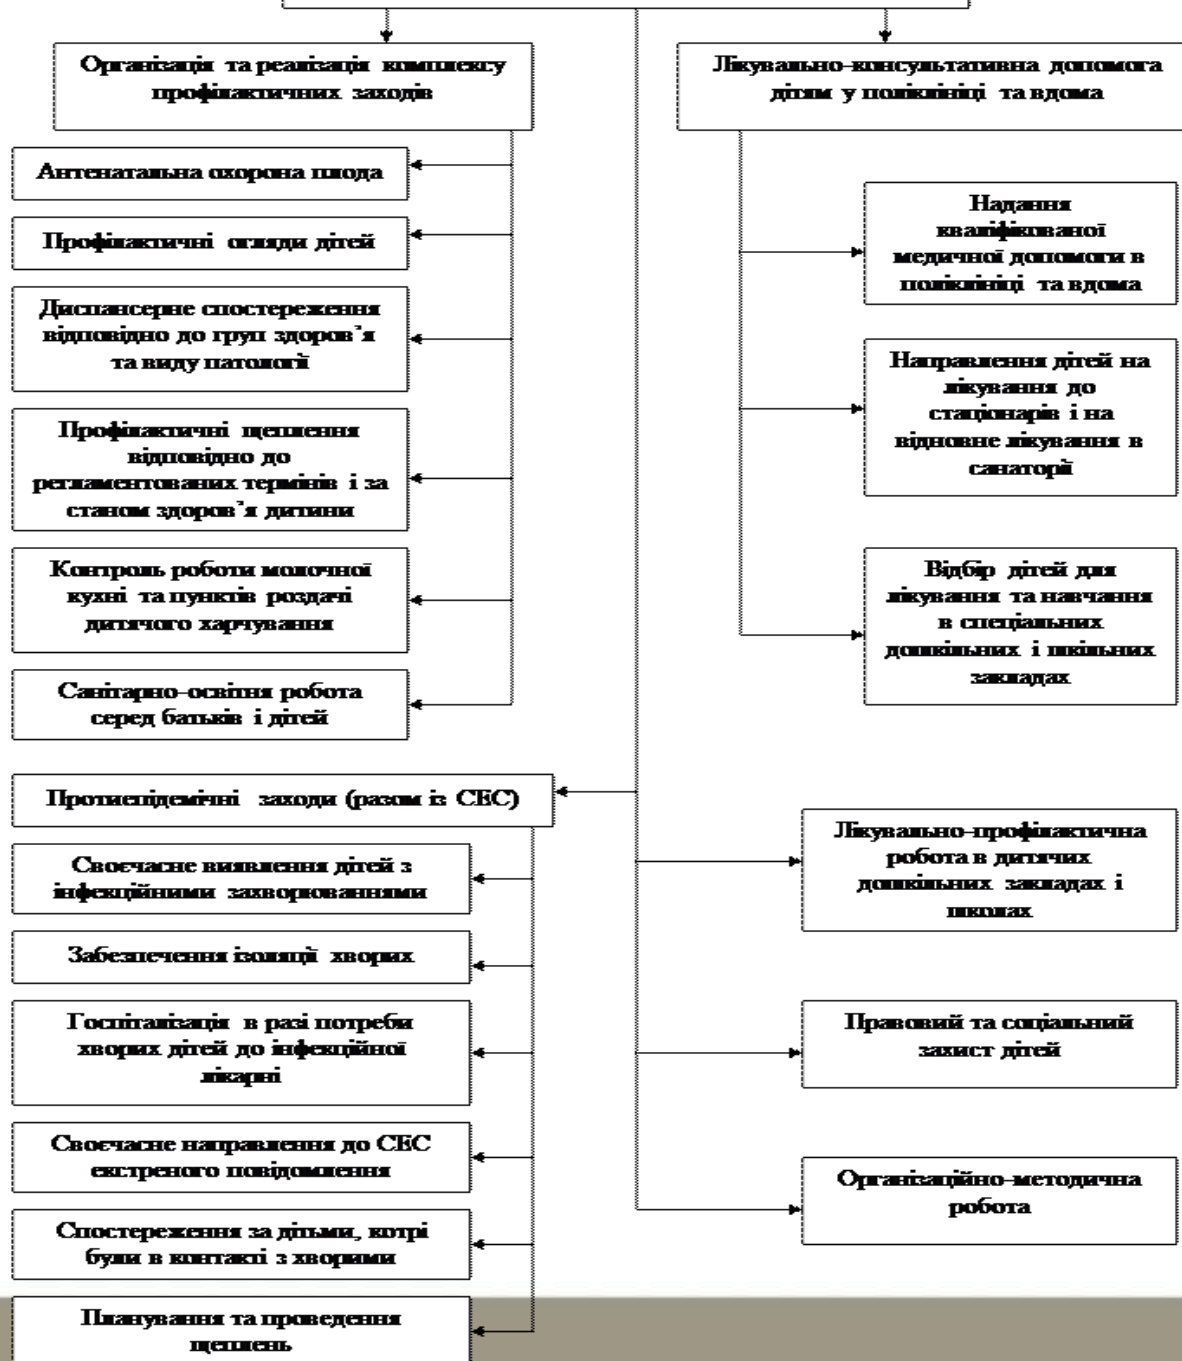 Організація та реалізація комплексу
профілактичних заходів
Лікувально-консультативна допомога
дітям у поліклініці та вдома
Антенатальна охорона плода
Профілактичні огляди дітей
Диспансерне спостереження
відповідно до груп здоров’я
та виду патології
Профілактичні щеплення
відповідно до
регламентованих термінів і за
станом здоров’я дитини
Контроль роботи молочної
кухні та пунктів роздачі
дитячого харчування
Санітарно-освітня робота
серед батьків і дітей
Надання
кваліфікованої
медичної допомоги в
поліклініці та вдома
Направлення дітей на
лікування до
стаціонарів і на
відновне лікування в
санаторії
Відбір дітей для
лікування та навчання
в спеціальних
дошкільних і шкільних
закладах
Протиепідемічні заходи (разом із СЕС)
Своєчасне виявлення дітей з
інфекційними захворюваннями
Забезпечення ізоляції хворих
Госпіталізація в разі потреби
хворих дітей до інфекційної
лікарні
Своєчасне направлення до СЕС
екстреного повідомлення
Спостереження за дітьми, котрі
були в контакті з хворими
Планування та проведення
щеплень
Лікувально-профілактична
робота в дитячих
дошкільних закладах і
школах
Правовий та соціальний
захист дітей
Організаційно-методична
робота